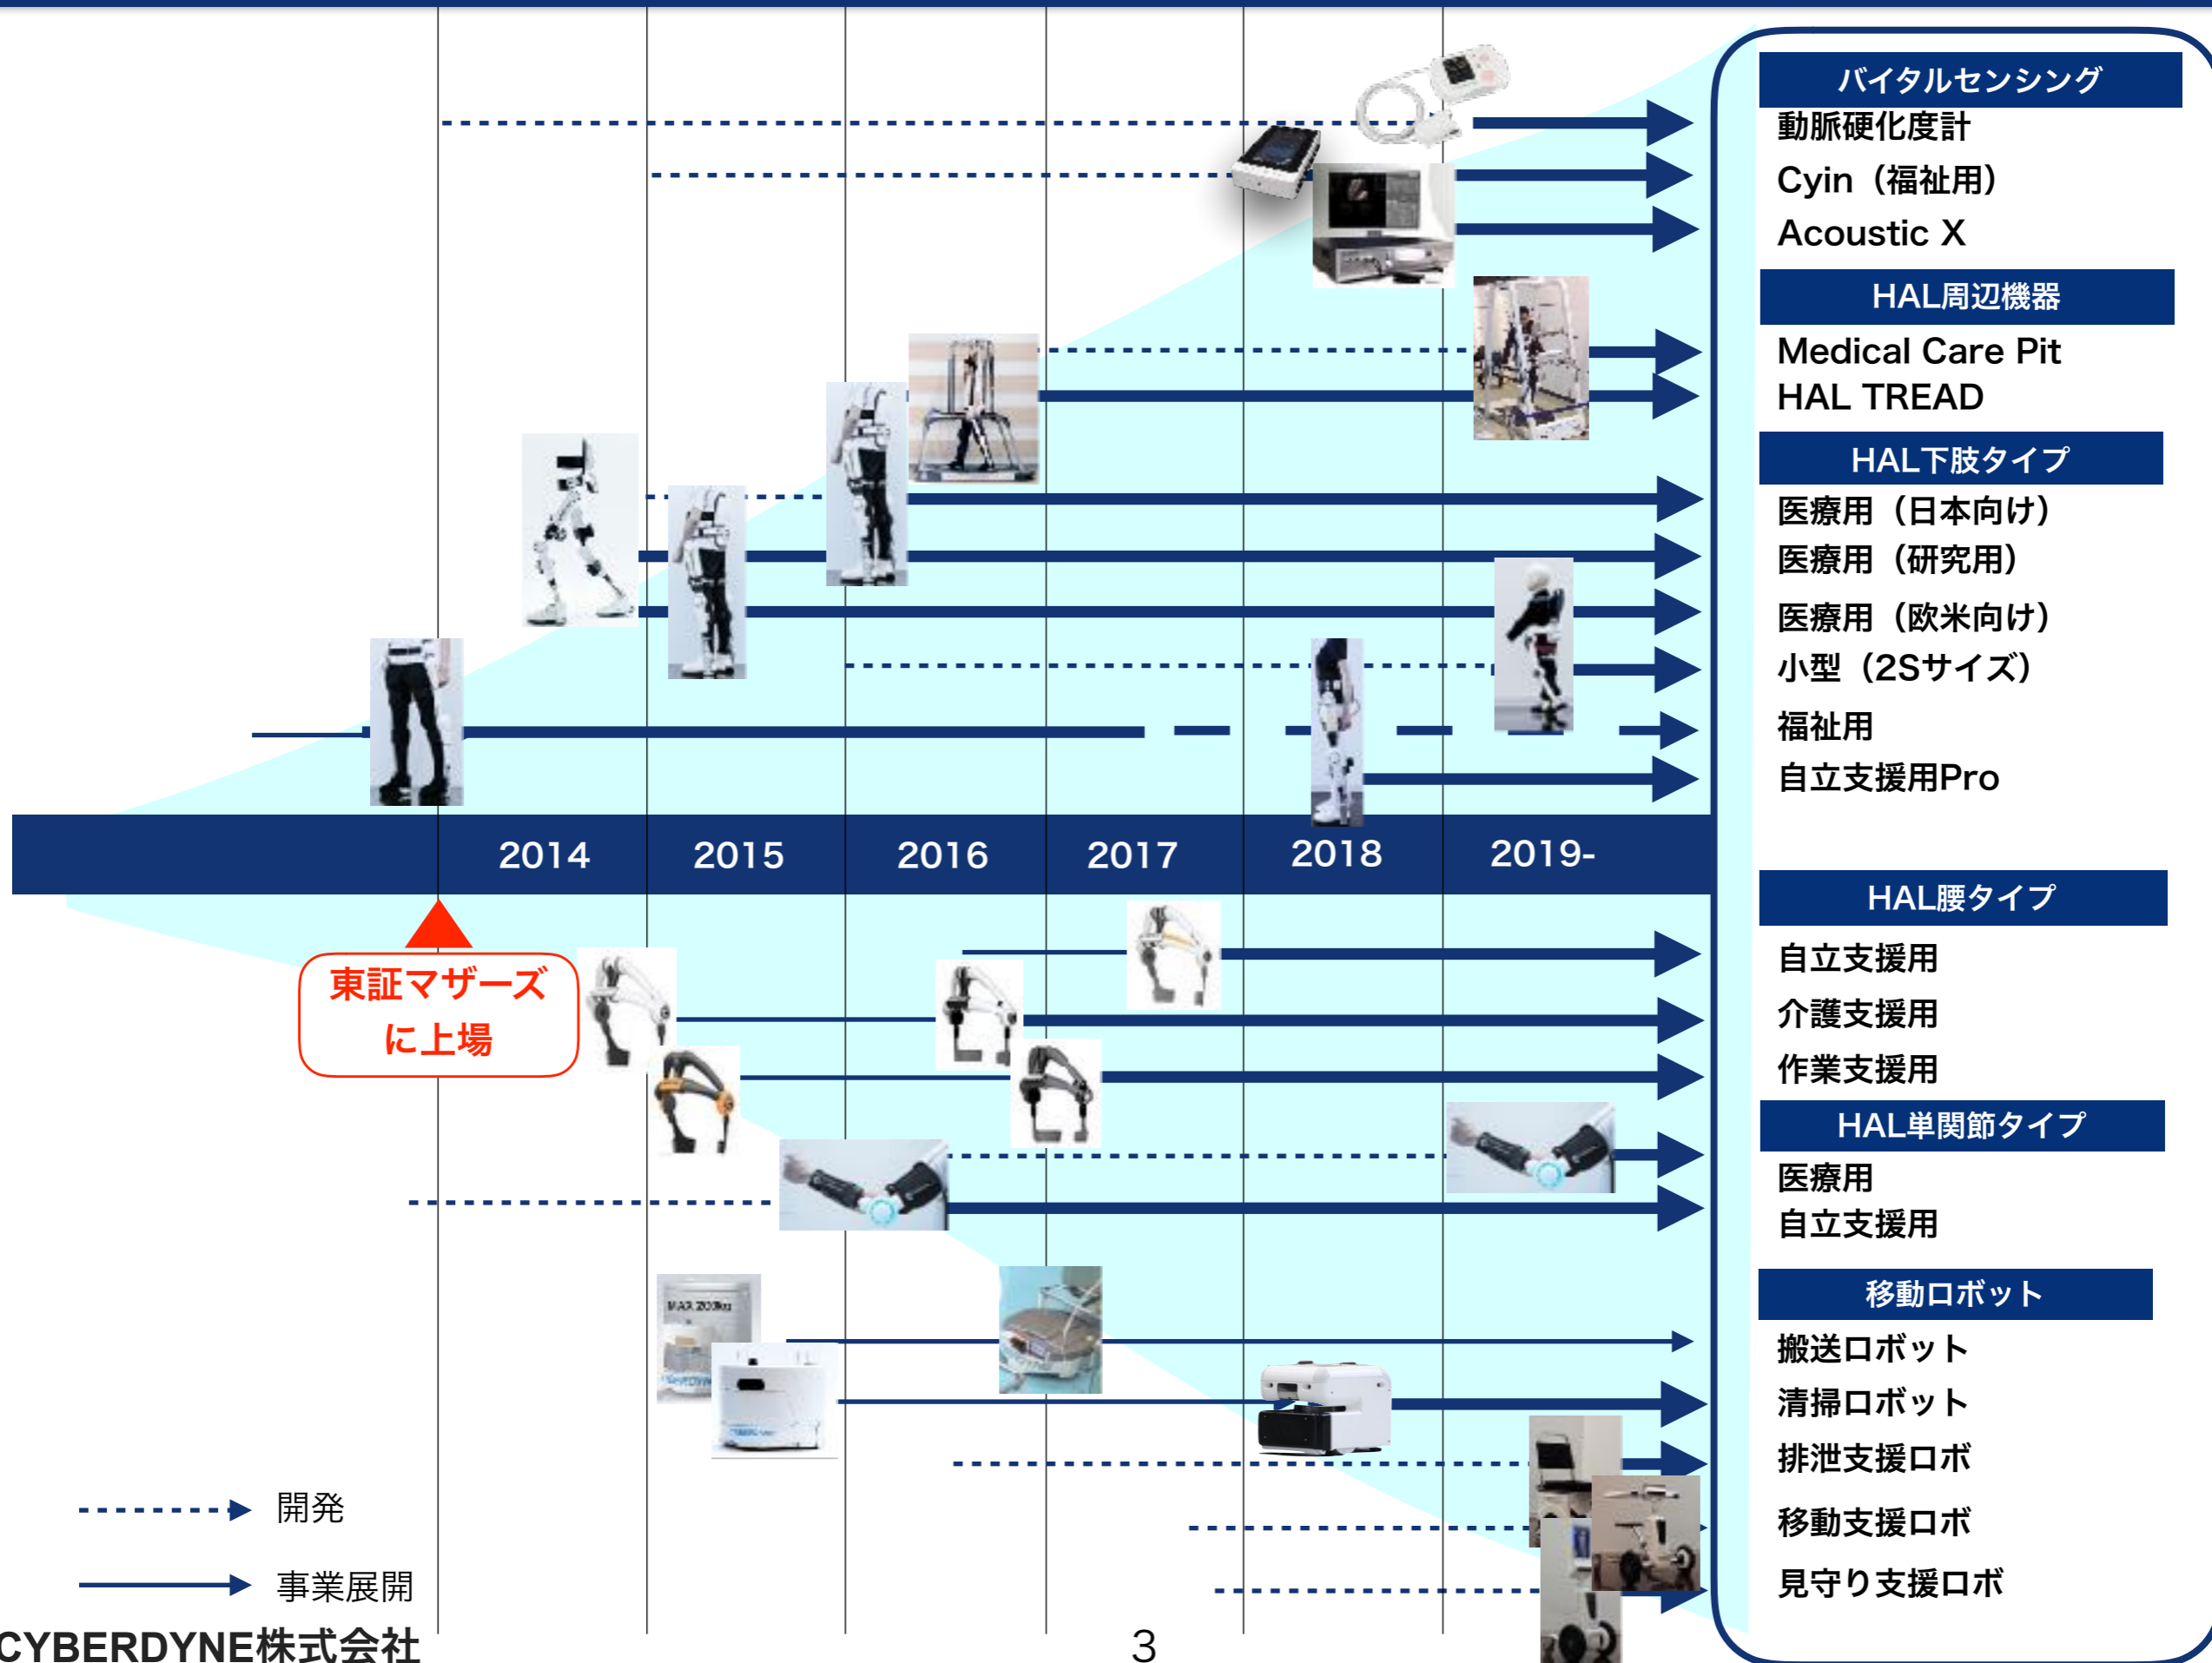 バイタルセンシング
動脈硬化度計
Cyin（福祉用）
Acoustic X
HAL周辺機器
Medical Care Pit
HAL TREAD
HAL下肢タイプ
医療用（日本向け）
医療用（研究用）
医療用（欧米向け）
小型（2Sサイズ）
福祉用
自立支援用Pro
2014
2015
2016
2017
2018
2019-
東証マザーズ
に上場
HAL腰タイプ
自立支援用
介護支援用
作業支援用
HAL単関節タイプ
医療用
自立支援用
移動ロボット
搬送ロボット
清掃ロボット
排泄支援ロボ
移動支援ロボ
見守り支援ロボ
MAX 200kg
開発
事業展開
CYBERDYNE株式会社
3